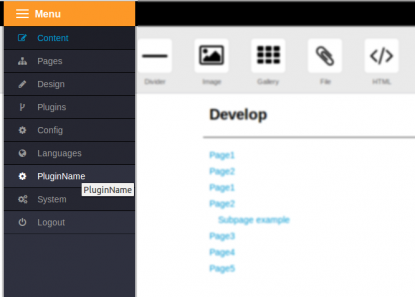 Menu
Content
Pages
Design
Plugins
Config
Languages
PluginName
PluginName
System
Logout
Divider
Image
Gallery
File
HTML
Develop
Page1
Page2
Page1
Page2
Subpage example
Page3
Page4
Page5